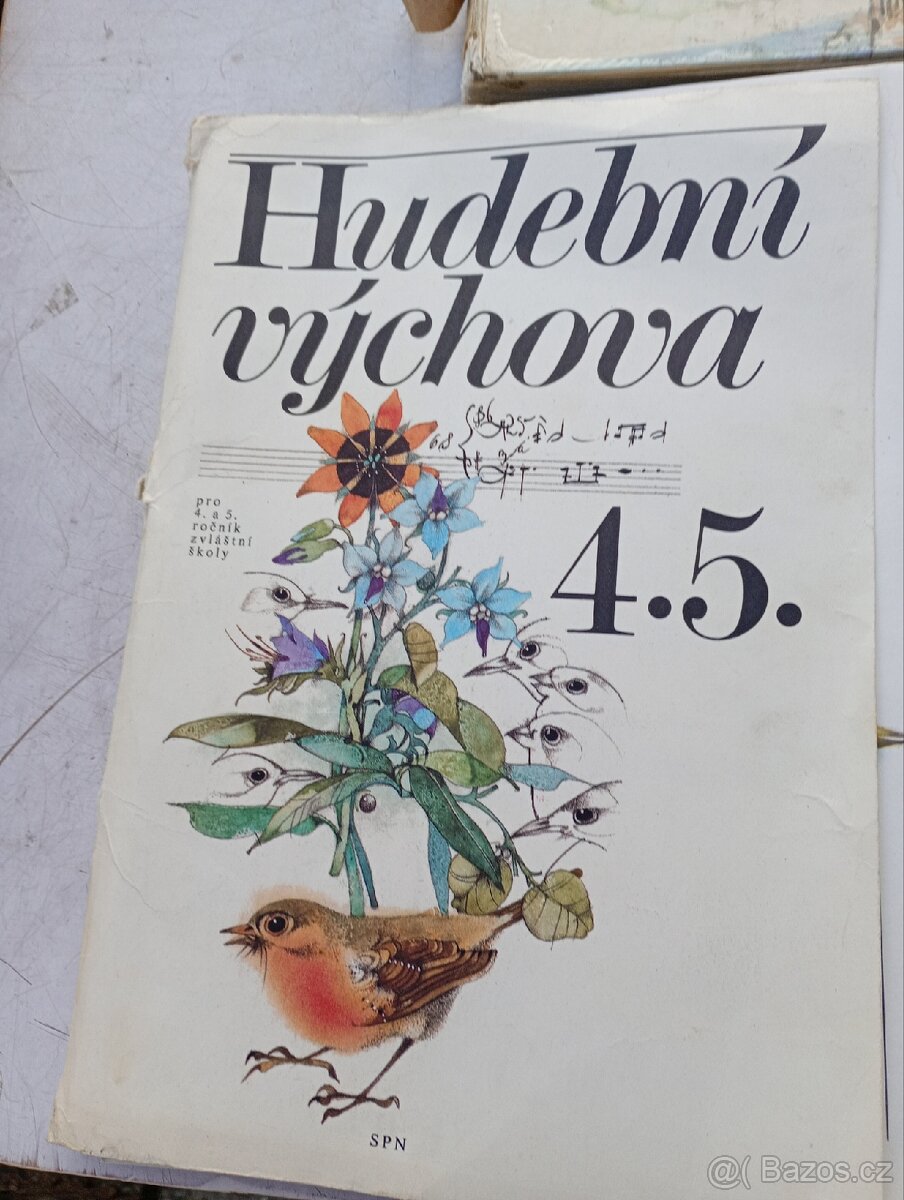 Hudební
výchova
pro
4. a 5.
ročník
zvláštní
školy
4.5.
SPN
@( Bazos.cz